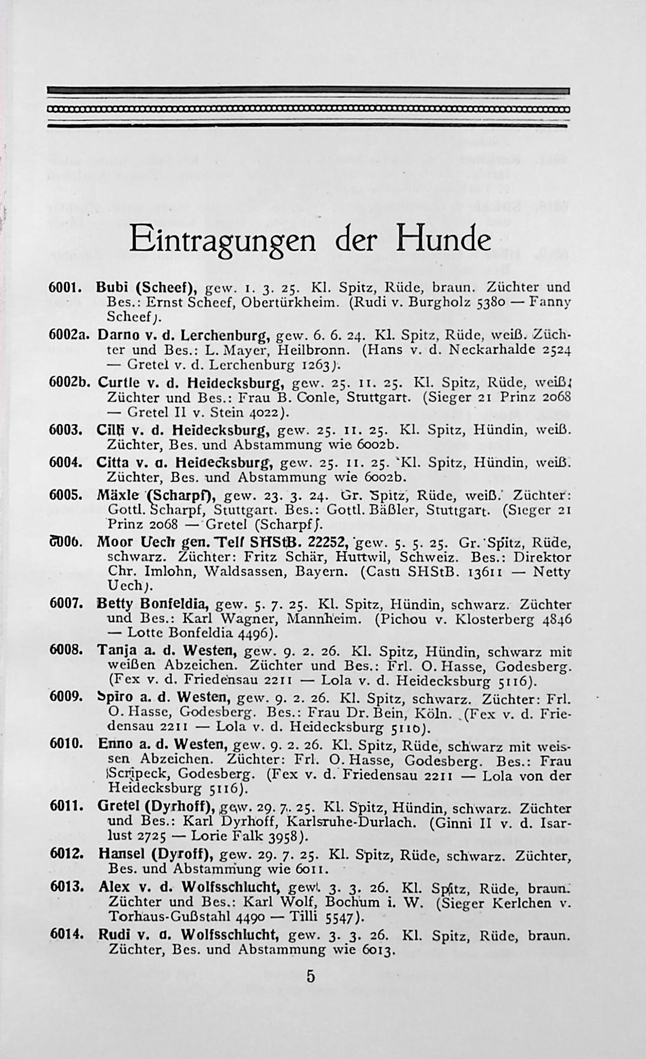 Eintragungen der Hunde
6001. Bubi (Scheef), gew. 1. 3. 25. Kl. Spitz, Rüde, braun. Züchter und
Bes.: Ernst Scheef, Obertürkheim. (Rudi v. Burgholz 5380 — Fanny
Scheef).
6002a. Darno v. d. Lerchenburg, gew. 6. 6. 24. Kl. Spitz, Rüde, weiß. Züch-
ter und Bes.: L. Mayer, Heilbronn. (Hans v. d. Neckarhalde 2524
— Gretel v. d. Lerchenburg 1263).
6002b. Curtle v. d. Heidecksburg, gew. 25. 11. 25. Kl. Spitz, Rüde, weiß.
Züchter und Bes.: Frau B. Conle, Stuttgart. (Sieger 21 Prinz 2068
— Gretel II v. Stein 4022).
6003. Cilli v. d. Heidecksburg, gew. 25. 11. 25. Kl. Spitz, Hündin, weiß.
Züchter, Bes. und Abstammung wie 6002b.
6004. Citta v. d. Heidecksburg, gew. 25. 11. 25. Kl. Spitz, Hündin, weiß.
Züchter, Bes. und Abstammung wie 6002b.
6005. Mäxle (Scharpf), gew. 23. 3. 24. Gr. Spitz, Rüde, weiß. Züchter:
Gottl. Scharpf, Stuttgart. Bes.: Gottl. Bäßler, Stuttgart. (Sieger 21
Prinz 2068 — Gretel (Scharpf).
6006. Moor Uech gen. Tell SHStB. 22252, gew. 5. 5. 25. Gr. Spitz, Rüde,
schwarz. Züchter: Fritz Schär, Huttwil, Schweiz. Bes.: Direktor
Chr. Imlohn, Waldsassen, Bayern. (Casti SHStB. 13611 — Netty
Uech).
6007. Betty Bonfeldia, gew. 5. 7. 25. Kl. Spitz, Hündin, schwarz. Züchter
und Bes.: Karl Wagner, Mannheim. (Pichou v. Klosterberg 4846
— Lotte Bonfeldia 4496).
6008. Tanja a. d. Westen, gew. 9. 2. 26. Kl. Spitz, Hündin, schwarz mit
weißen Abzeichen. Züchter und Bes.: Frl. O. Hasse, Godesberg.
(Fex v. d. Friedensau 2211 — Lola v. d. Heidecksburg 5116).
6009. Spiro a. d. Westen, gew. 9. 2. 26. Kl. Spitz, schwarz. Züchter: Frl.
O. Hasse, Godesberg. Bes.: Frau Dr. Bein, Köln. (Fex v. d. Frie-
densau 2211 — Lola v. d. Heidecksburg 5116).
6010. Enno a. d. Westen, gew. 9. 2. 26. Kl. Spitz, Rüde, schwarz mit weis-
sen Abzeichen. Züchter: Frl. O. Hasse, Godesberg. Bes.: Frau
Scripeck, Godesberg. (Fex v. d. Friedensau 2211 — Lola von der
Heidecksburg 5116).
6011. Gretel (Dyrhoff), gew. 29. 7. 25. Kl. Spitz, Hündin, schwarz. Züchter
und Bes.: Karl Dyrhoff, Karlsruhe-Durlach. (Ginni II v. d. Isar-
lust 2725 — Lorie Falk 3958).
6012. Hansel (Dyroff), gew. 29. 7. 25. Kl. Spitz, Rüde, schwarz. Züchter,
Bes. und Abstammung wie 6011.
6013. Alex v. d. Wolfsschlucht, gew. 3. 3. 26. Kl. Spitz, Rüde, braun.
Züchter und Bes.: Karl Wolf, Bochum i. W. (Sieger Kerlchen v.
Torhaus-Gußstahl 4490 — Tilli 5547).
6014. Rudi v. d. Wolfsschlucht, gew. 3. 3. 26. Kl. Spitz, Rüde, braun.
Züchter, Bes. und Abstammung wie 6013.
5